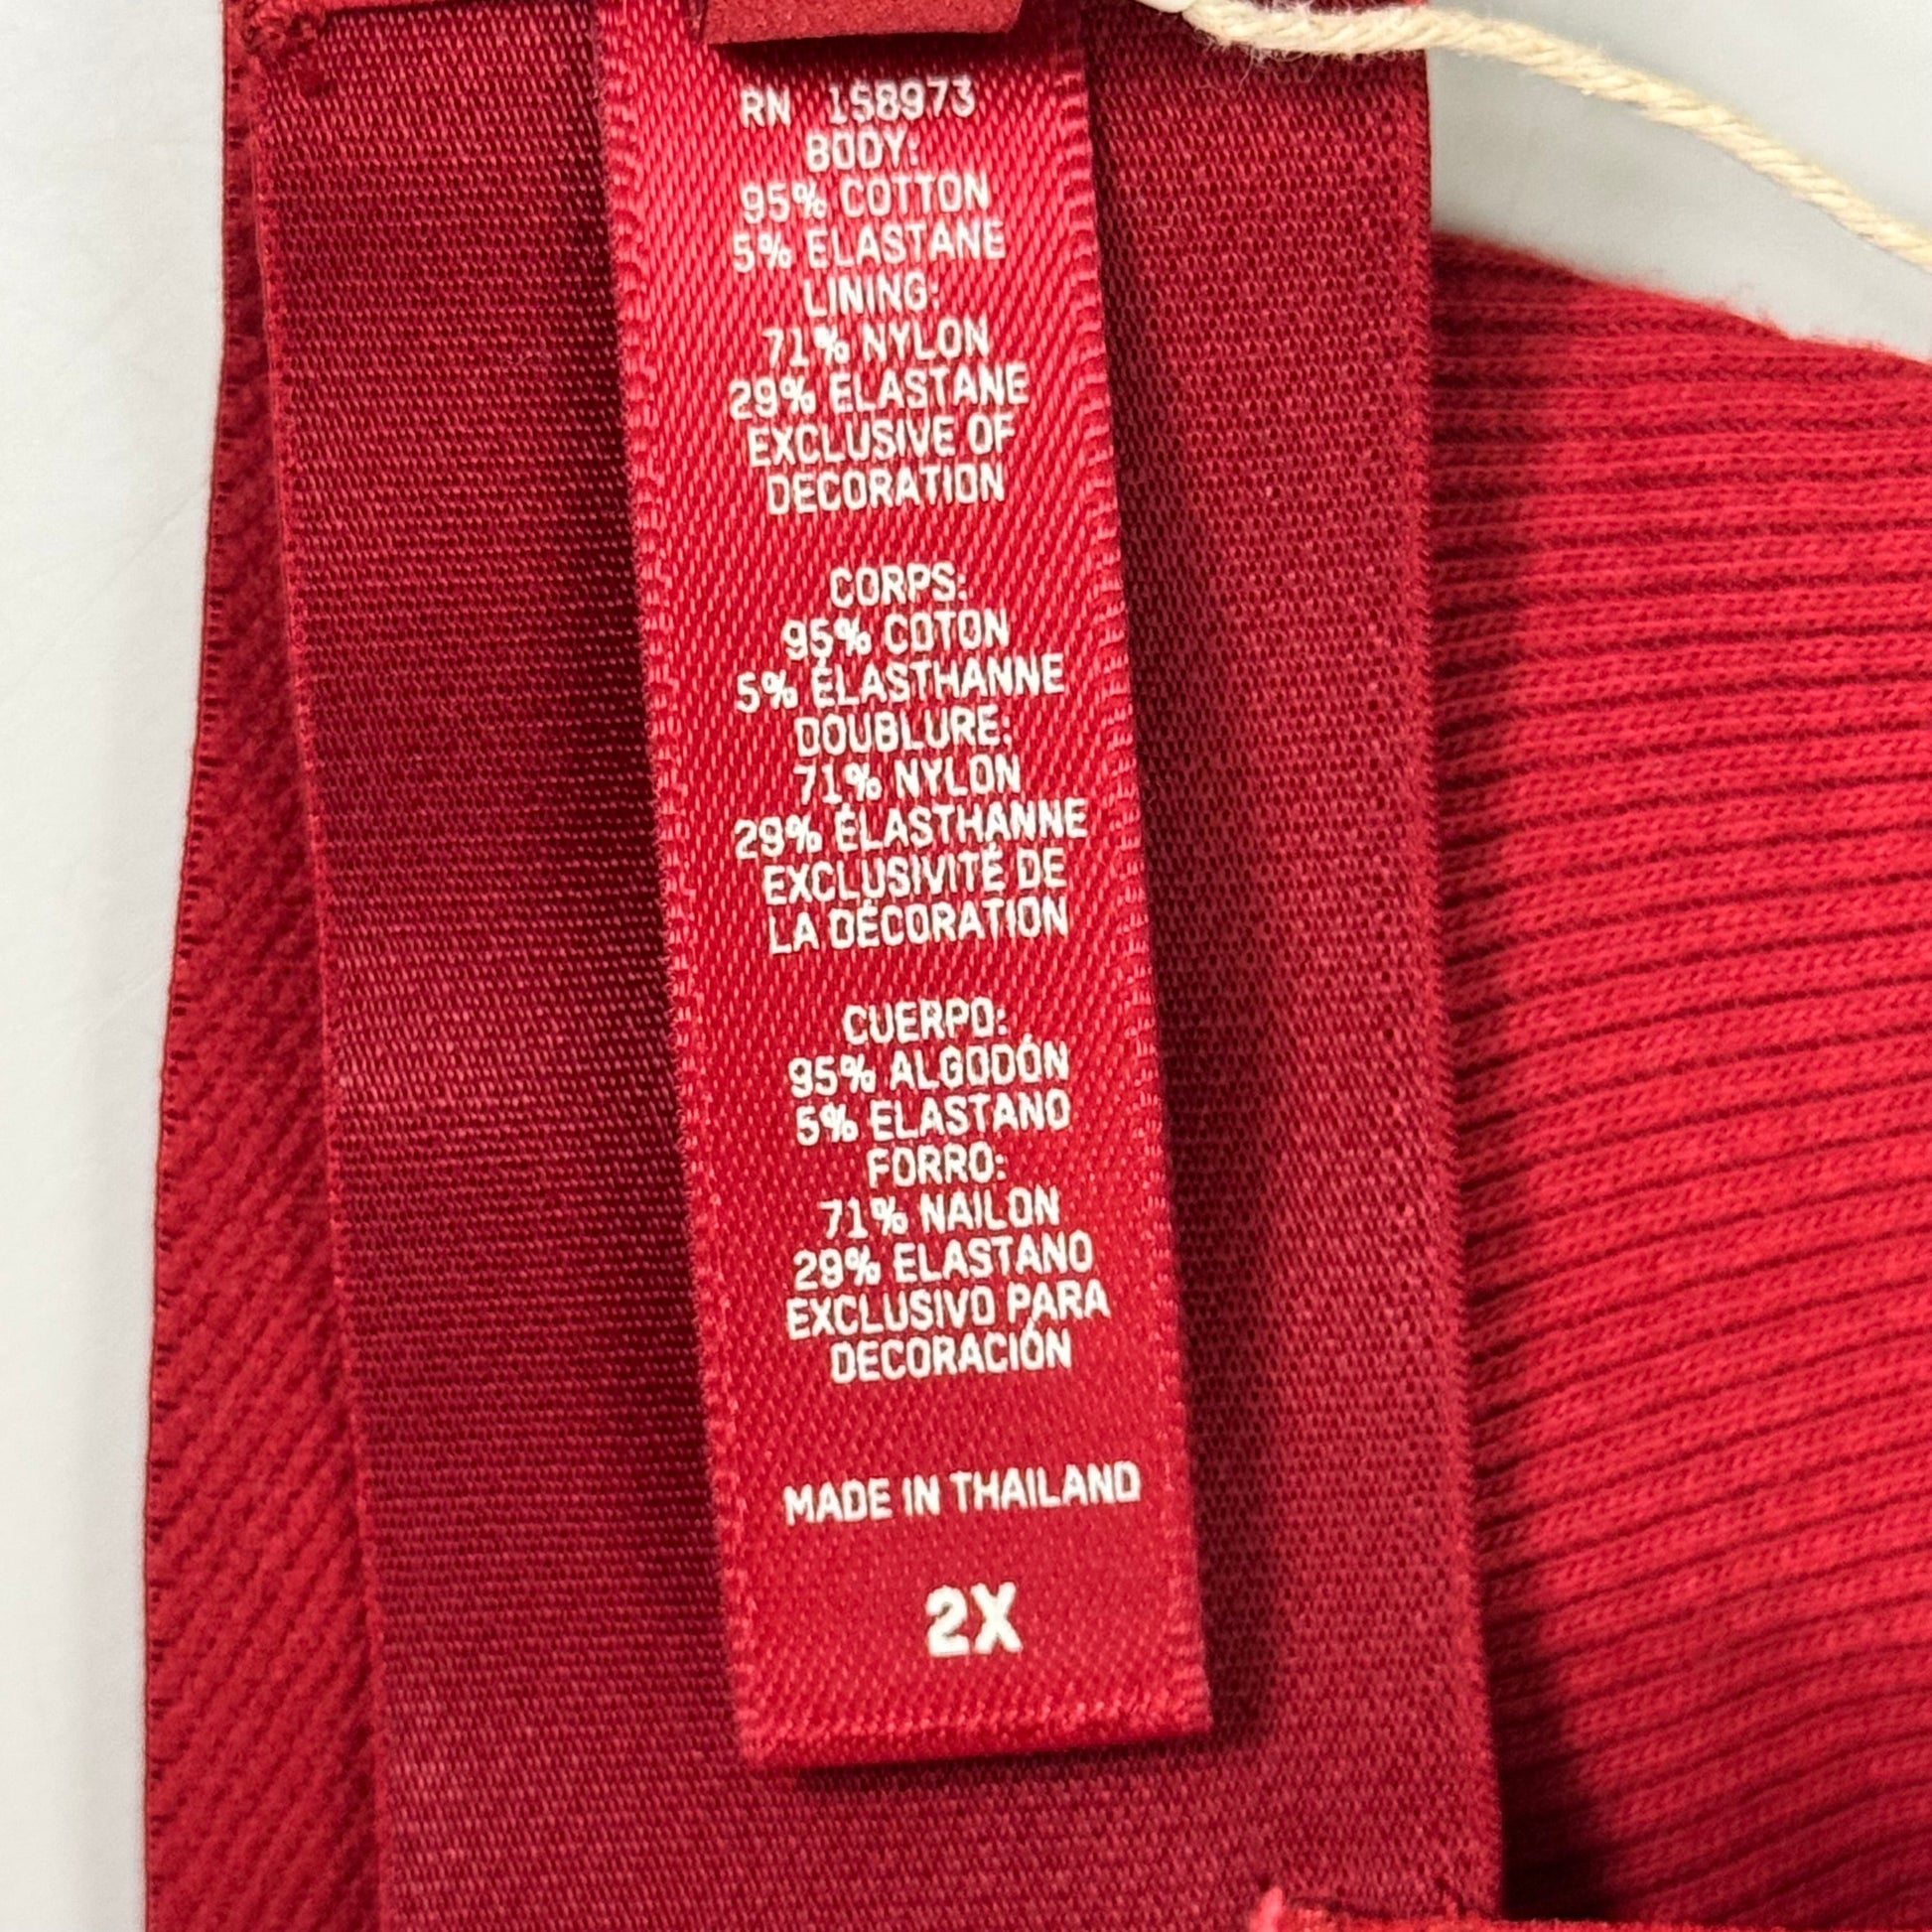 RN 158973
BODY:
95% COTTON
5% ELASTANE
LINING:
71% NYLON
29% ELASTANE
EXCLUSIVE OF
DECORATION
CORPS:
95% COTON
5% ÉLASTHANNE
DOUBLURE:
71% NYLON
29% ÉLASTHANNE
EXCLUSIVITÉ DE
LA DÉCORATION
CUERPO:
95% ALGODÓN
5% ELASTANO
FORRO:
71% NAILON
29% ELASTANO
EXCLUSIVO PARA
DECORACIÓN
MADE IN THAILAND
2X